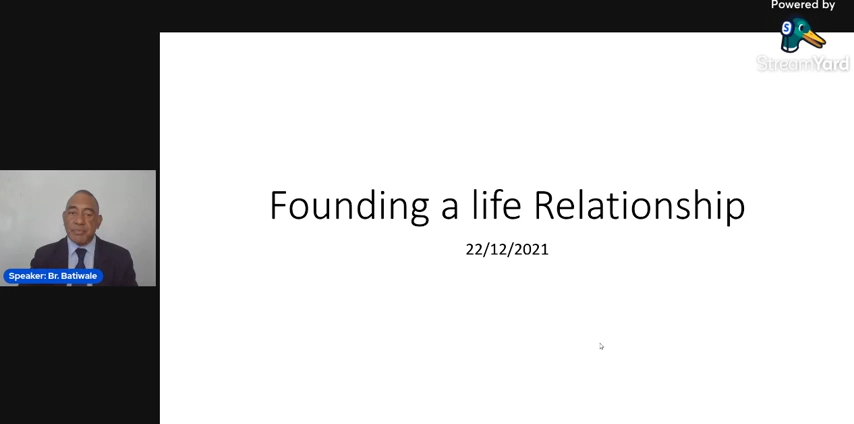 Powered by
StreamYard
Founding a life Relationship
22/12/2021
Speaker: Br. Batiwale